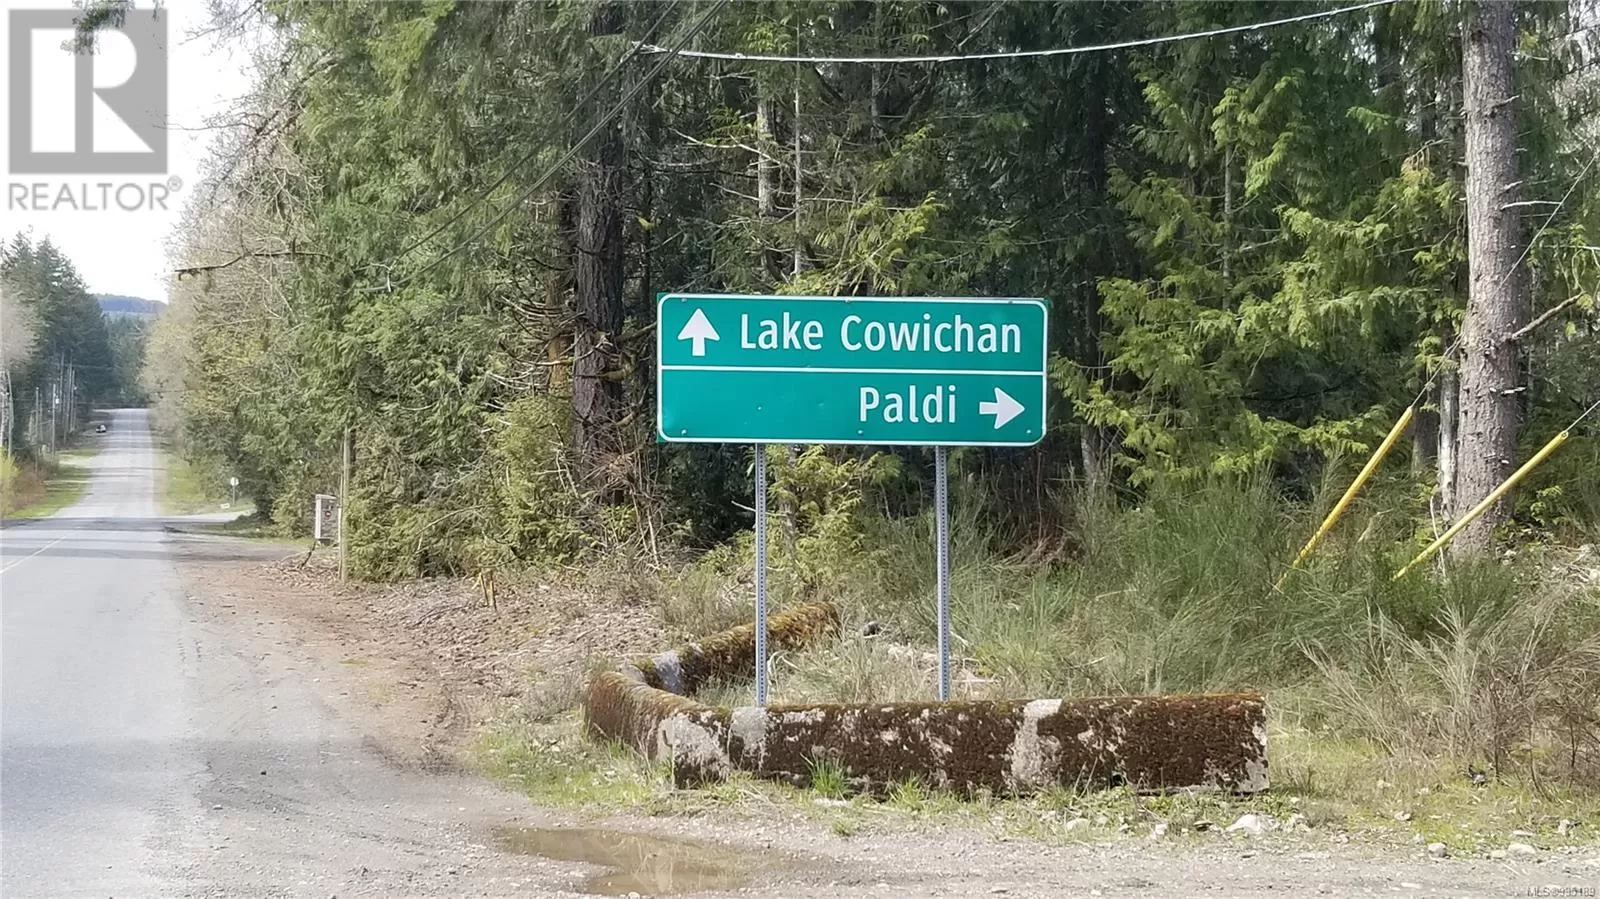 R
REALTOR®
Lake Cowichan
Paldi